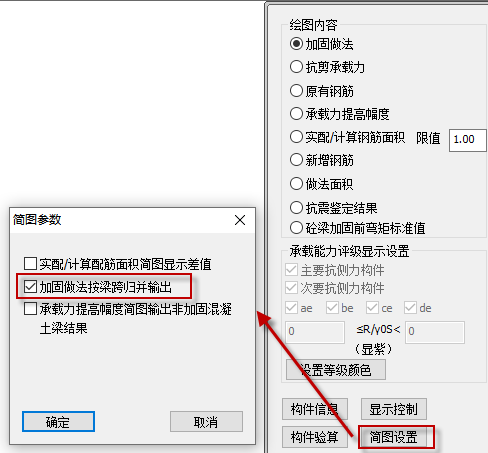 绘图内容
加固做法
抗剪承载力
原有钢筋
承载力提高幅度
实配/计算钢筋面积 限值 1.00
新增钢筋
做法面积
抗震鉴定结果
砼梁加固前弯矩标准值
承载能力评级显示设置
主要抗侧力构件
次要抗侧力构件
ae be ce de
0 ≤R/γ0S< 0
（显紫）
设置等级颜色
构件信息 显示控制
构件验算 简图设置
简图参数
实配/计算配筋面积简图显示差值
加固做法按梁跨归并输出
承载力提高幅度简图输出非加固混凝
土梁结果
确定 取消